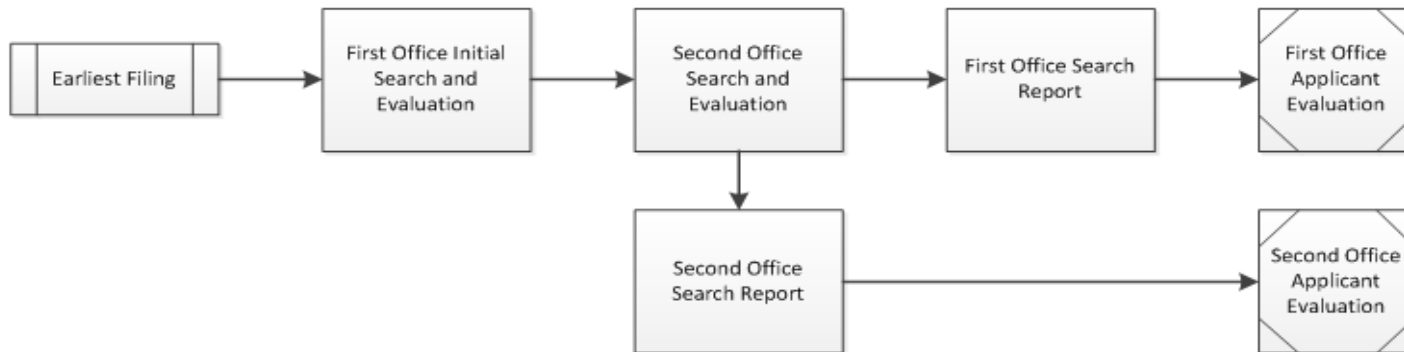 Earliest Filing
First Office Initial
Search and
Evaluation
Second Office
Search and
Evaluation
First Office Search
Report
First Office
Applicant
Evaluation
Second Office
Search Report
Second Office
Applicant
Evaluation